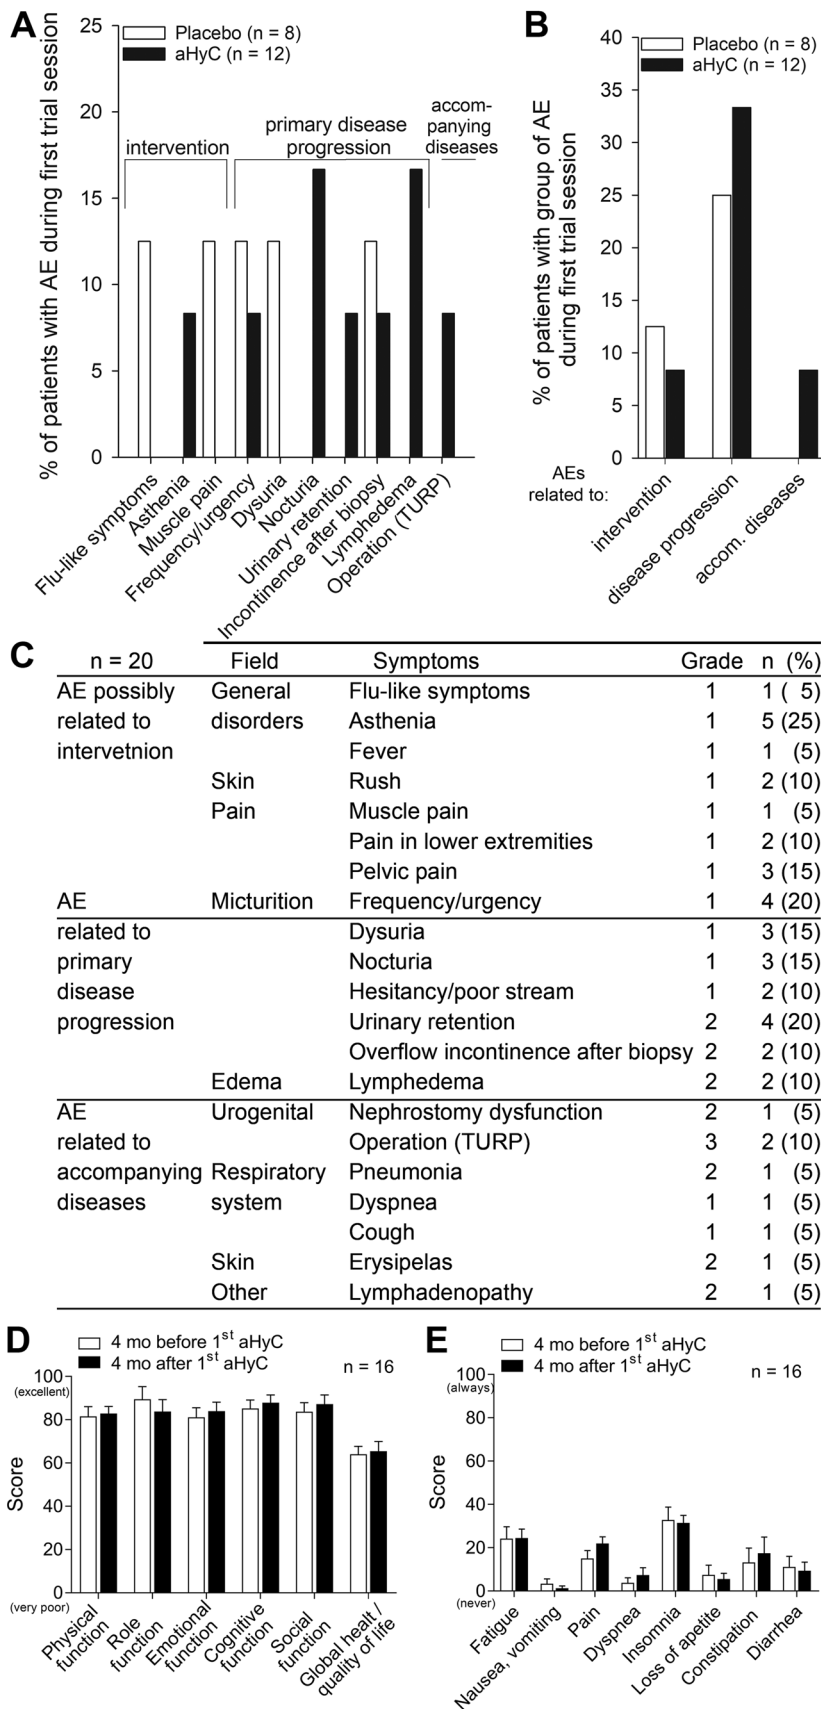 A
Placebo (n = 8)
aHyC (n = 12)
% of patients with AE during first trial session
25
20
15
10
5
0
intervention
primary disease
progression
accom-
panying
diseases
Flu-like symptoms
Asthenia
Muscle pain
Frequency/urgency
Dysuria
Nocturia
Urinary retention
Incontinence after biopsy
Lymphedema
Operation (TURP)
B
Placebo (n = 8)
aHyC (n = 12)
% of patients with group of AE
during first trial session
40
35
30
25
20
15
10
5
0
AEs
related to:
intervention
disease progression
accom. diseases
C
n = 20 Field Symptoms Grade n (%)
AE possibly General Flu-like symptoms 1 1 ( 5)
related to disorders Asthenia 1 5 (25)
intervetnion Fever 1 1 (5)
Skin Rush 1 2 (10)
Pain Muscle pain 1 1 (5)
Pain in lower extremities 1 2 (10)
Pelvic pain 1 3 (15)
AE Micturition Frequency/urgency 1 4 (20)
related to Dysuria 1 3 (15)
primary Nocturia 1 3 (15)
disease Hesitancy/poor stream 1 2 (10)
progression Urinary retention 2 4 (20)
Overflow incontinence after biopsy 2 2 (10)
Edema Lymphedema 2 2 (10)
AE Urogenital Nephrostomy dysfunction 2 1 (5)
related to Operation (TURP) 3 2 (10)
accompanying Respiratory Pneumonia 2 1 (5)
diseases system Dyspnea 1 1 (5)
Cough 1 1 (5)
Skin Erysipelas 2 1 (5)
Other Lymphadenopathy 2 1 (5)
D
4 mo before 1st aHyC
4 mo after 1st aHyC
n = 16
Score
100
(excellent)
80
60
40
20
0
(very poor)
Physical
function
Role
function
Emotional
function
Cognitive
function
Social
function
Global healt /
quality of life
E
4 mo before 1st aHyC
4 mo after 1st aHyC
n = 16
Score
100
(always)
80
60
40
20
0
(never)
Fatigue
Nausea, vomiting
Pain
Dyspnea
Insomnia
Loss of apetite
Constipation
Diarrhea